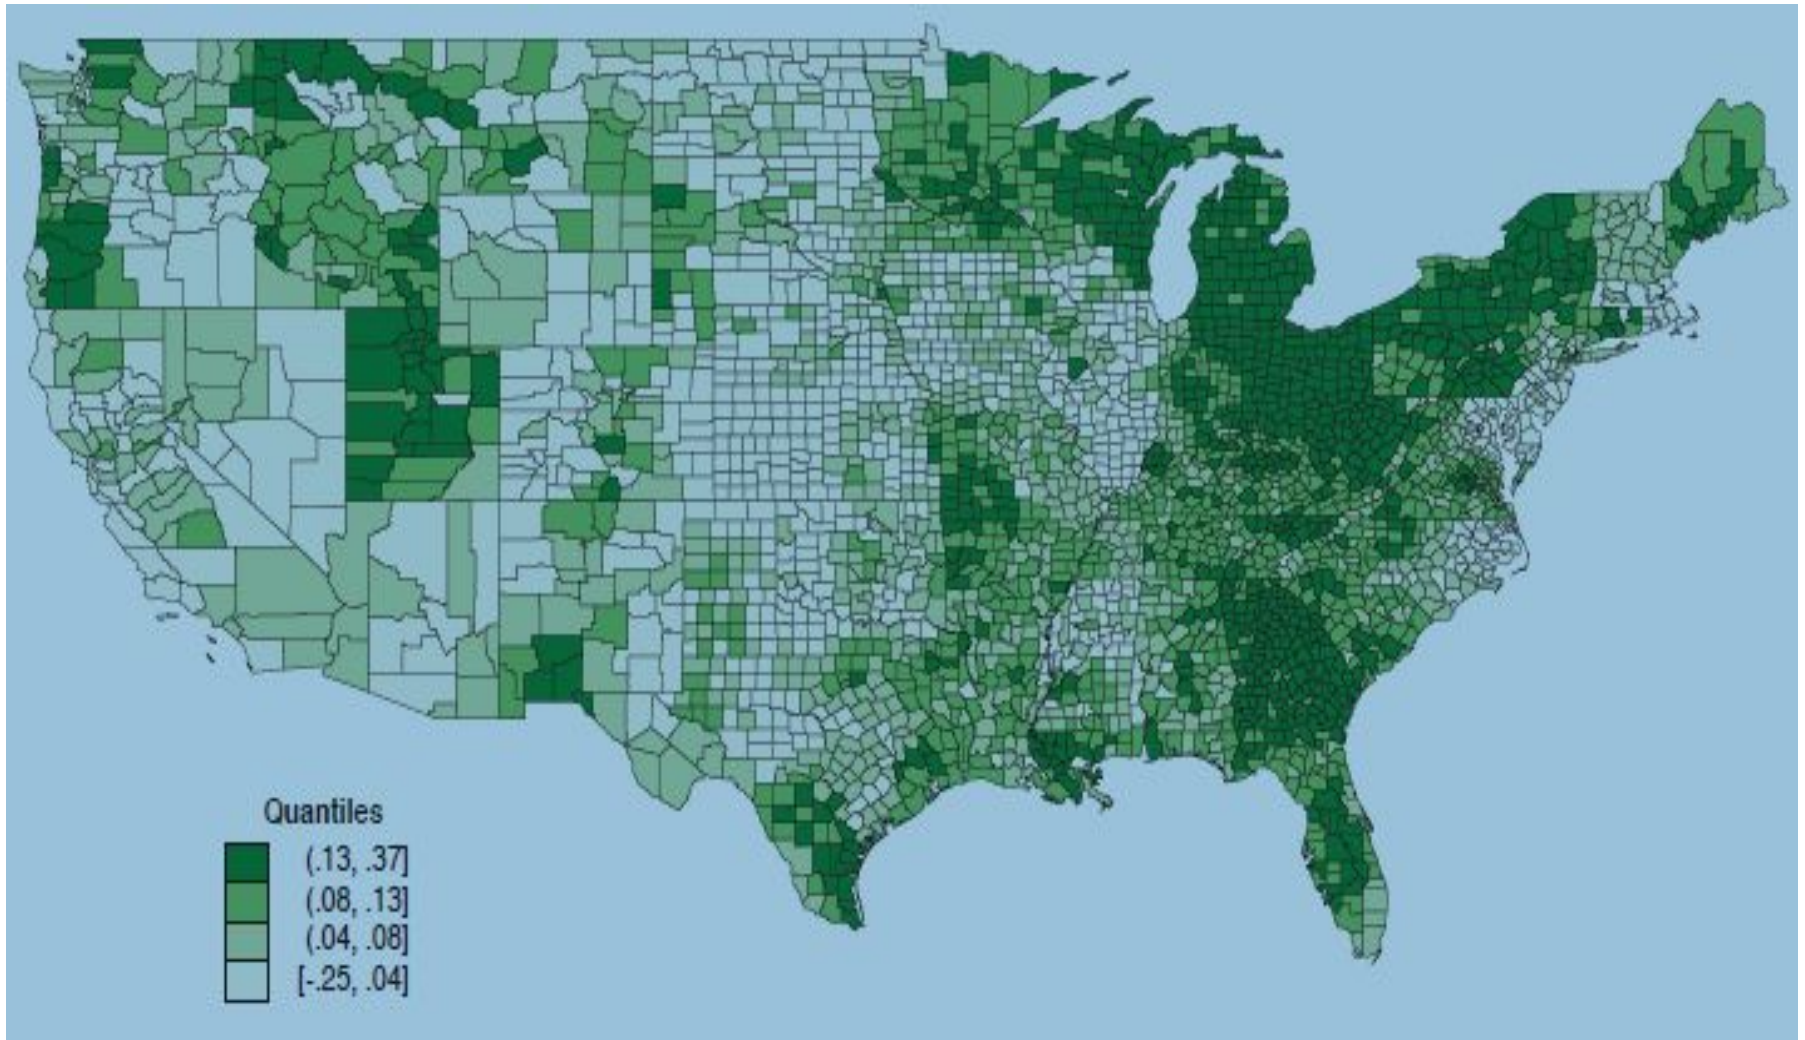 Quantiles
(.13, .37]
(.08, .13]
(.04, .08]
[-.25, .04]